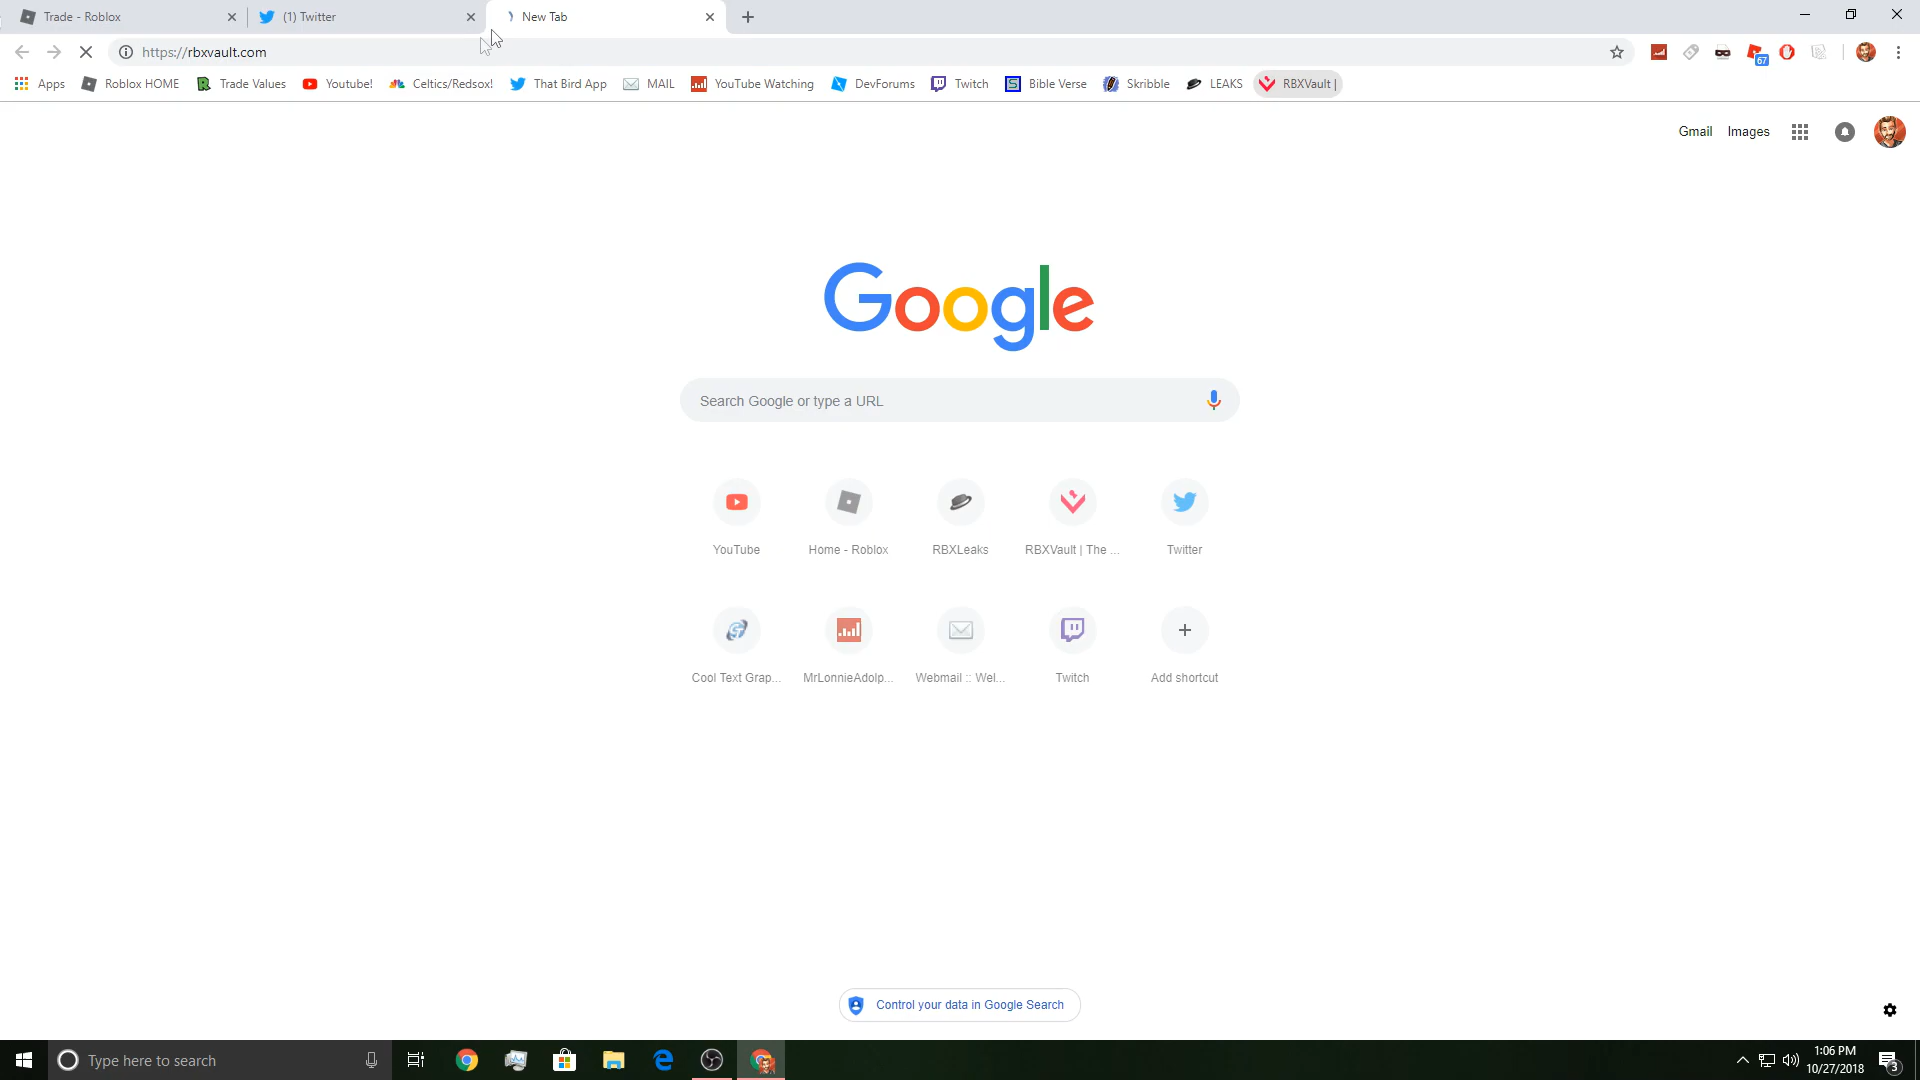 Trade - Roblox
(1) Twitter
New Tab
https://rbxvault.com
67
Apps
Roblox HOME
Trade Values
Youtube!
Celtics/Redsox!
That Bird App
MAIL
YouTube Watching
DevForums
Twitch
Bible Verse
Skribble
LEAKS
RBXVault |
Gmail
Images
Google
Search Google or type a URL
YouTube
Home - Roblox
RBXLeaks
RBXVault | The ...
Twitter
Cool Text Grap...
MrLonnieAdolp...
Webmail :: Wel...
Twitch
Add shortcut
Control your data in Google Search
Type here to search
1:06 PM
10/27/2018
3